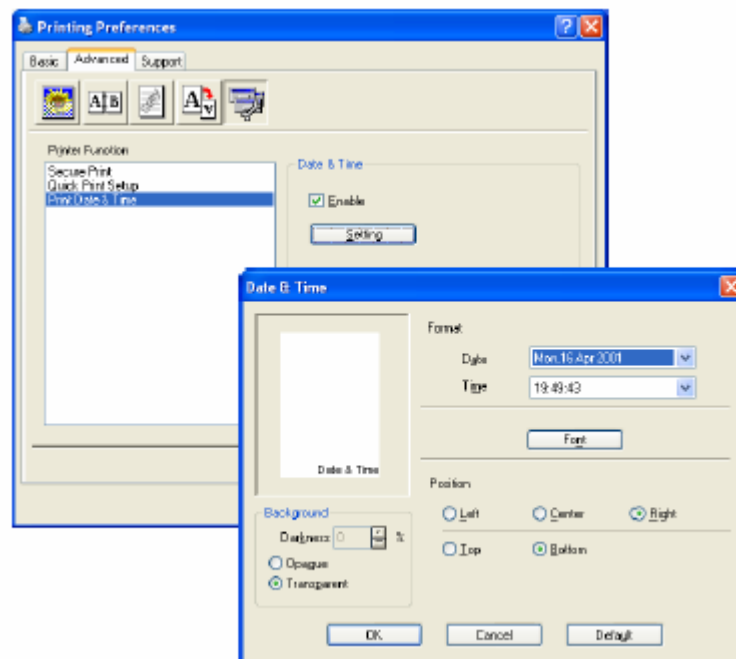 Printing Preferences
Basic Advanced Support
A B
A
Printer Function
Secure Print
Quick Print Setup
Print Date & Time
Date & Time
Enable
Setting
Date & Time
Date & Time
Format
Date Mon,16 Apr 2001
Time 19:49:43
Font
Position
Left Center Right
Top Bottom
Background
Darkness 0 %
Opaque
Transparent
OK Cancel Default